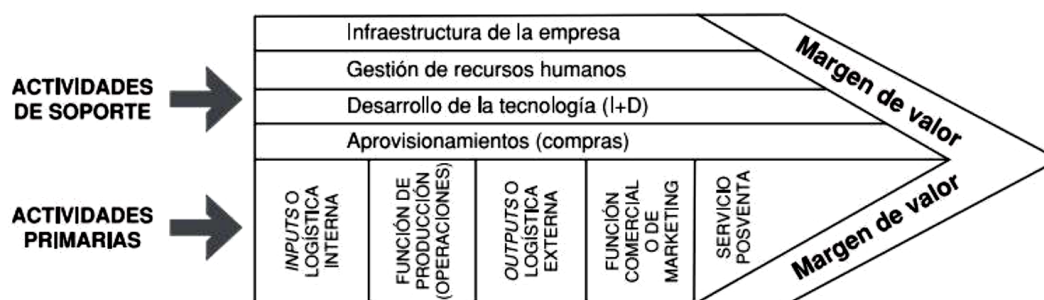 Infraestructura de la empresa
Gestión de recursos humanos
Desarrollo de la tecnología (I+D)
Aprovisionamientos (compras)
ACTIVIDADES
DE SOPORTE
Margen de valor
ACTIVIDADES
PRIMARIAS
INPUTS O
LOGÍSTICA
INTERNA
FUNCIÓN DE
PRODUCCIÓN
(OPERACIONES)
OUTPUTS O
LOGÍSTICA
EXTERNA
FUNCIÓN
COMERCIAL
O DE
MARKETING
SERVICIO
POSVENTA
Margen de valor